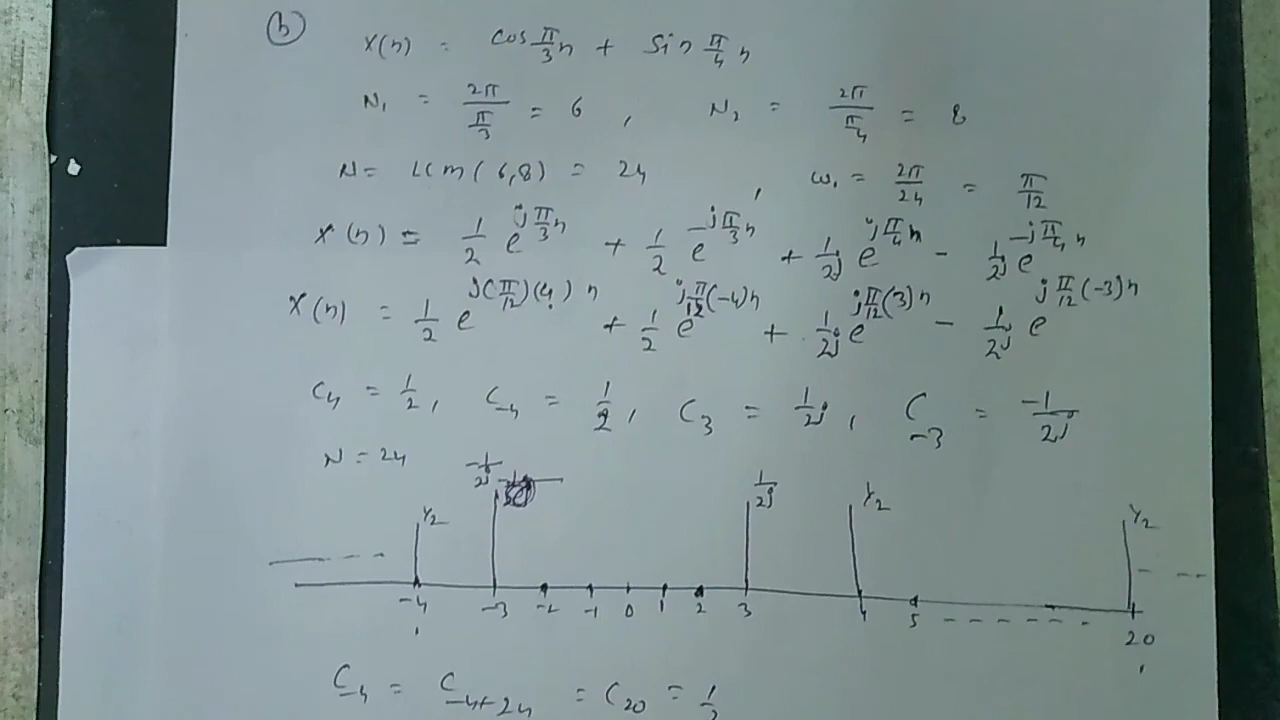 (b)
x(n) = cos π/3 n + sin π/4 n
N₁ = 2π/(π/3) = 6 , N₂ = 2π/(π/4) = 8
N = LCm(6,8) = 24 , ω₁ = 2π/24 = π/12
x(n) = 1/2 e^(jπ/3 n) + 1/2 e^(-jπ/3 n) + 1/2j e^(jπ/4 n) - 1/2j e^(-jπ/4 n)
x(n) = 1/2 e^(j(π/12)(4) n) + 1/2 e^(jπ/12(-4)n) + 1/2j e^(jπ/12(3)n) - 1/2j e^(jπ/12(-3)n)
C₄ = 1/2, C₋₄ = 1/2, C₃ = 1/2j, C₋₃ = -1/2j
N = 24
1/2 -1/2j 1/2j 1/2 1/2
-4 -3 -2 -1 0 1 2 3 4 5 20
C₋₄ = C₋₄₊₂₄ = C₂₀ = 1/2